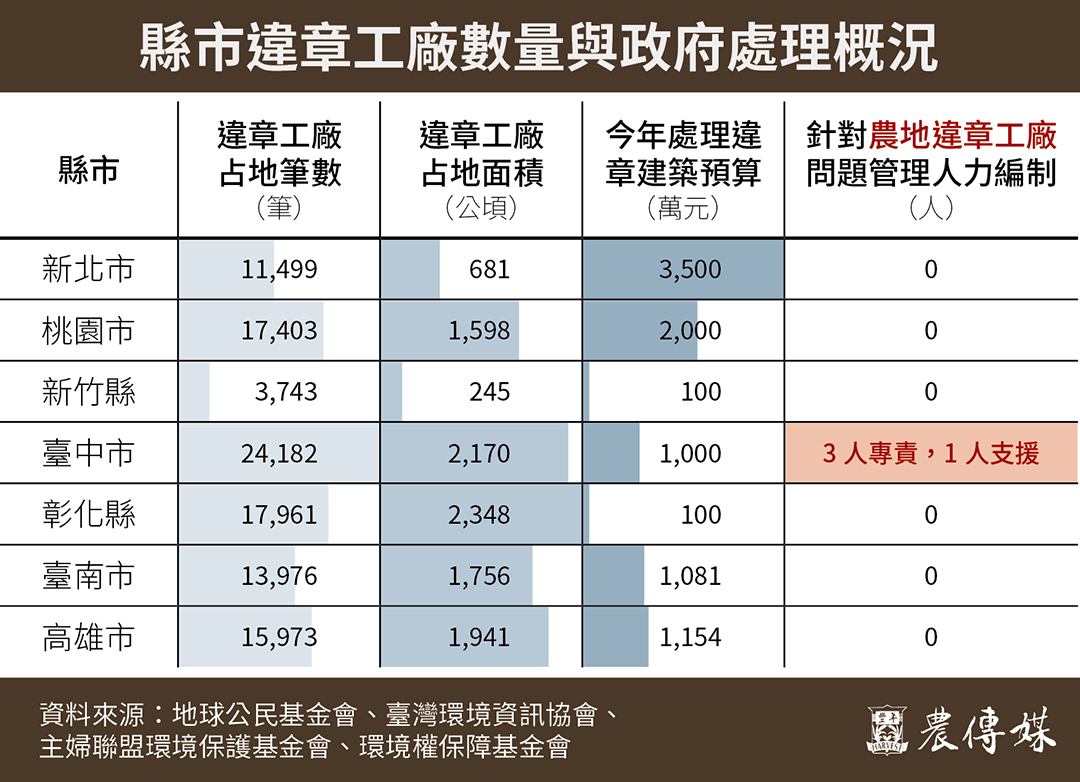 縣市違章工廠數量與政府處理概況
縣市
違章工廠
占地筆數
（筆）
違章工廠
占地面積
（公頃）
今年處理違
章建築預算
（萬元）
針對農地違章工廠
問題管理人力編制
（人）
新北市 11,499 681 3,500 0
桃園市 17,403 1,598 2,000 0
新竹縣 3,743 245 100 0
臺中市 24,182 2,170 1,000 3 人專責，1 人支援
彰化縣 17,961 2,348 100 0
臺南市 13,976 1,756 1,081 0
高雄市 15,973 1,941 1,154 0
資料來源：地球公民基金會、臺灣環境資訊協會、
主婦聯盟環境保護基金會、環境權保障基金會
HARVEST
農傳媒